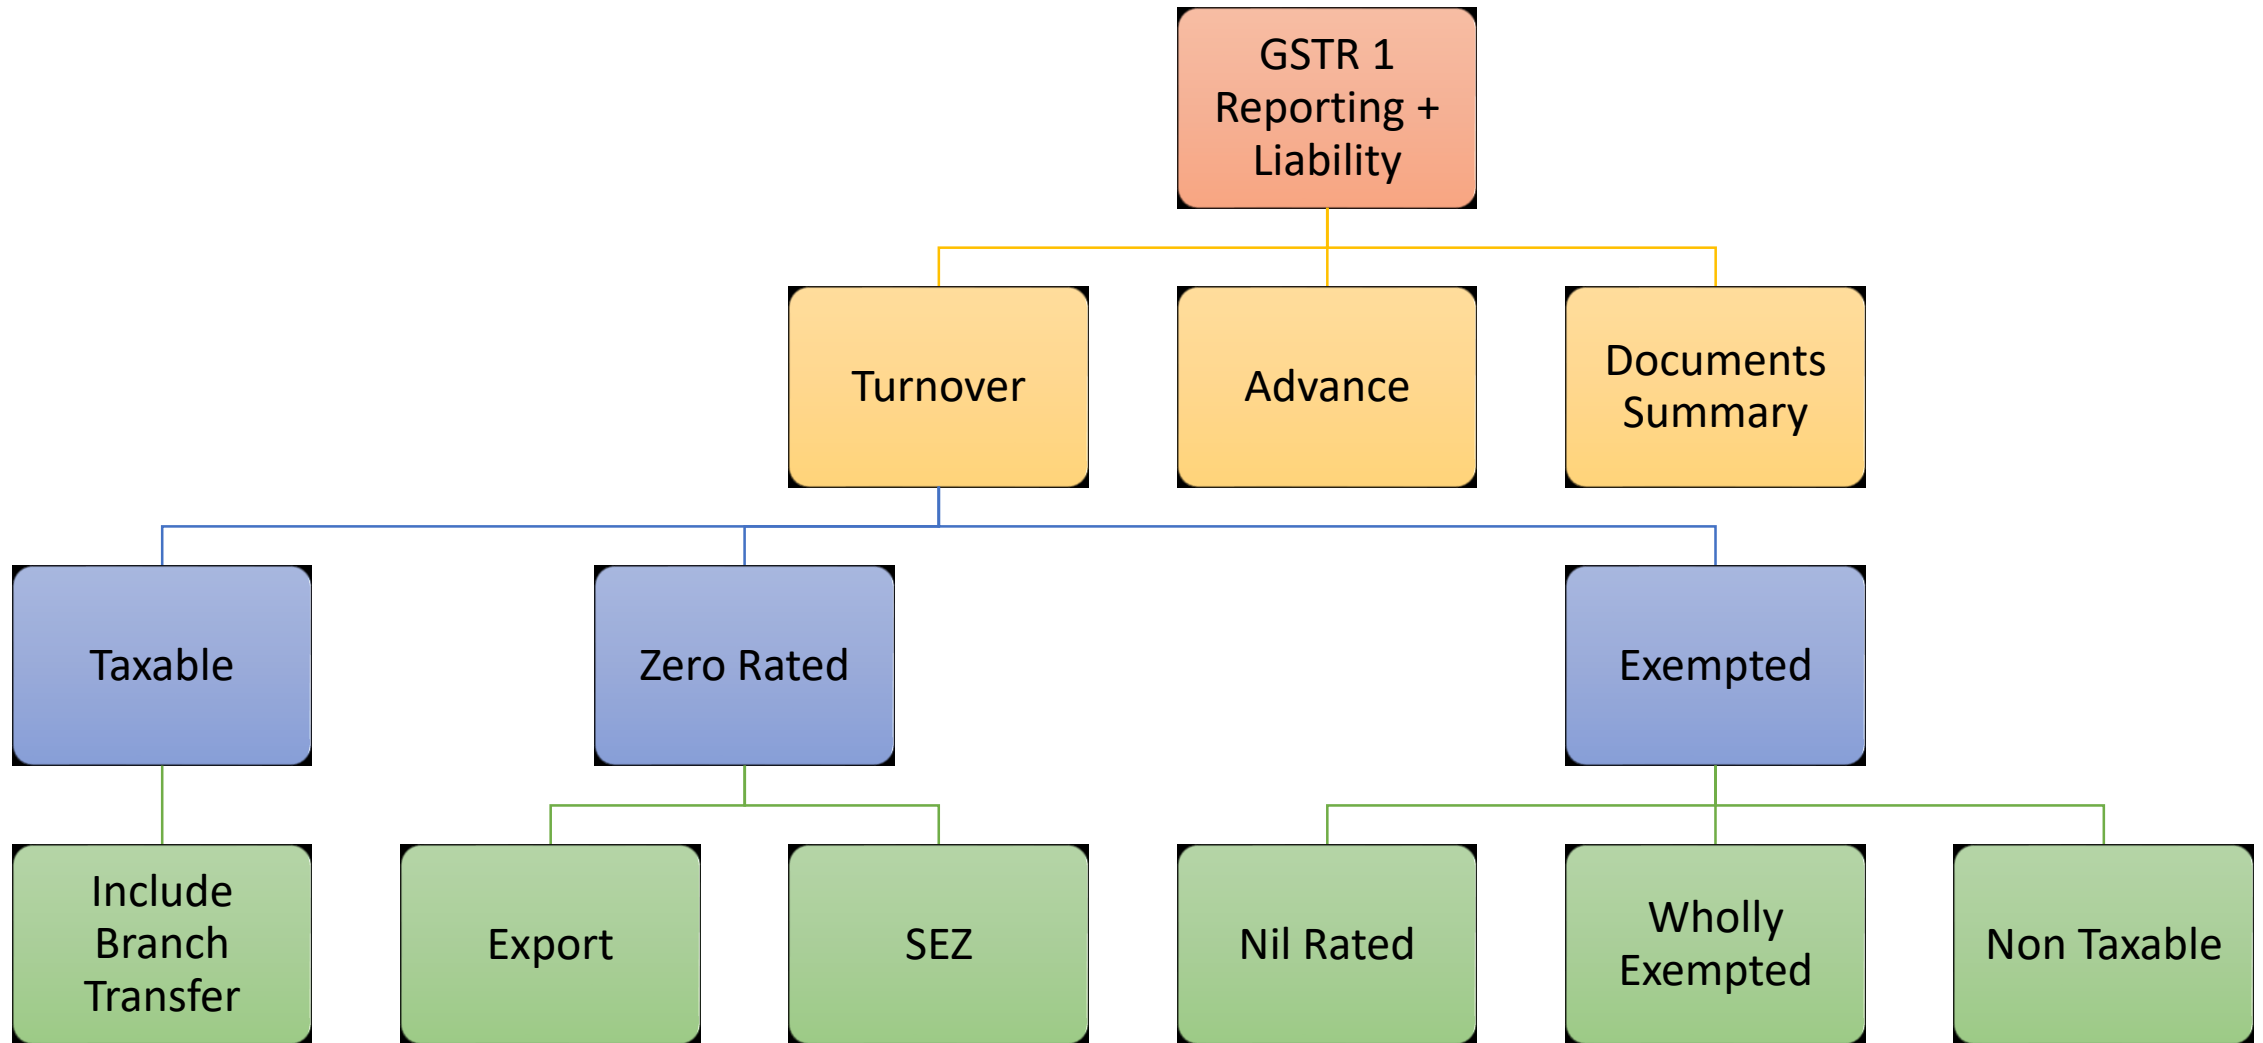 GSTR 1
Reporting +
Liability
Turnover
Advance
Documents
Summary
Taxable
Zero Rated
Exempted
Include
Branch
Transfer
Export
SEZ
Nil Rated
Wholly
Exempted
Non Taxable